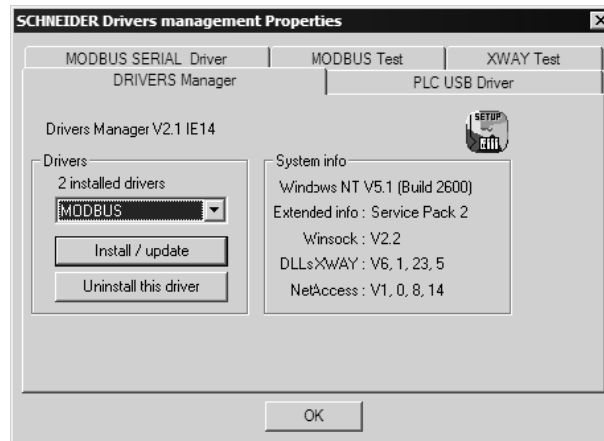 SCHNEIDER Drivers management Properties
MODBUS SERIAL Driver
MODBUS Test
XWAY Test
DRIVERS Manager
PLC USB Driver
Drivers Manager V2.1 IE14
SETUP
Drivers
2 installed drivers
MODBUS
Install / update
Uninstall this driver
System info
Windows NT V5.1 (Build 2600)
Extended info : Service Pack 2
Winsock : V2.2
DLLsXWAY : V6, 1, 23, 5
NetAccess : V1, 0, 8, 14
OK